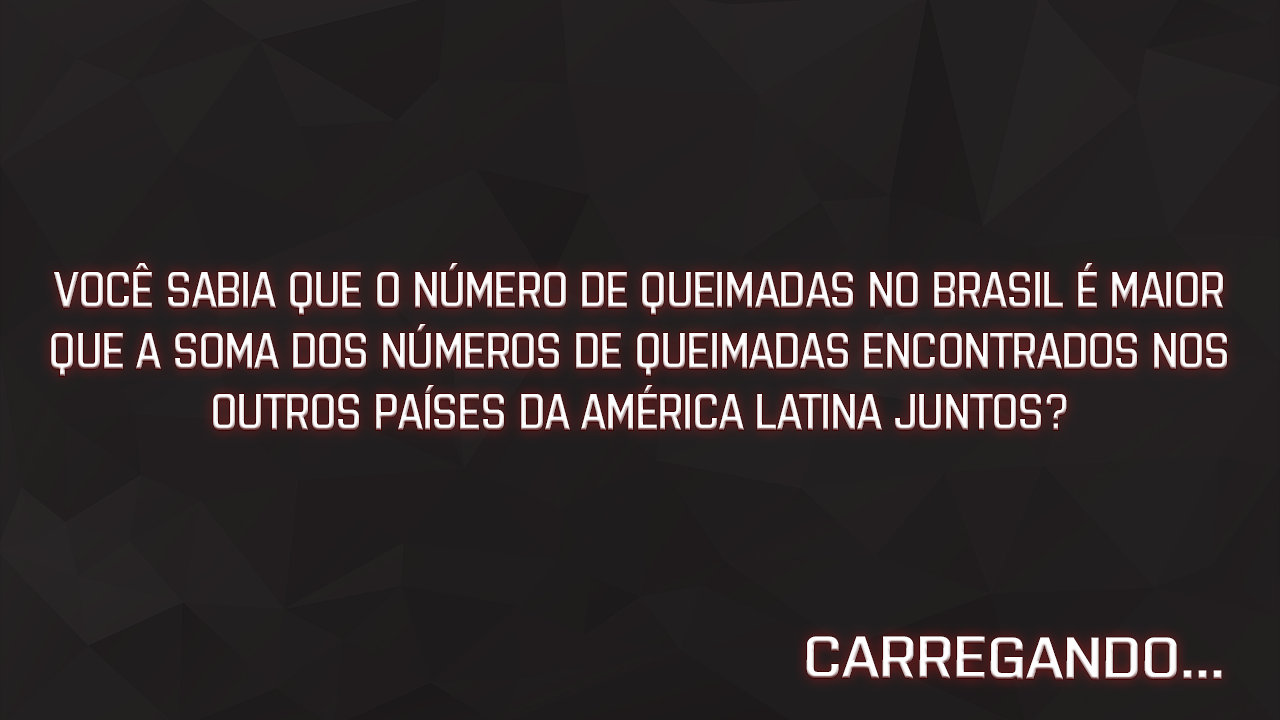 VOCÊ SABIA QUE O NÚMERO DE QUEIMADAS NO BRASIL É MAIOR
QUE A SOMA DOS NÚMEROS DE QUEIMADAS ENCONTRADOS NOS
OUTROS PAÍSES DA AMÉRICA LATINA JUNTOS?
CARREGANDO...